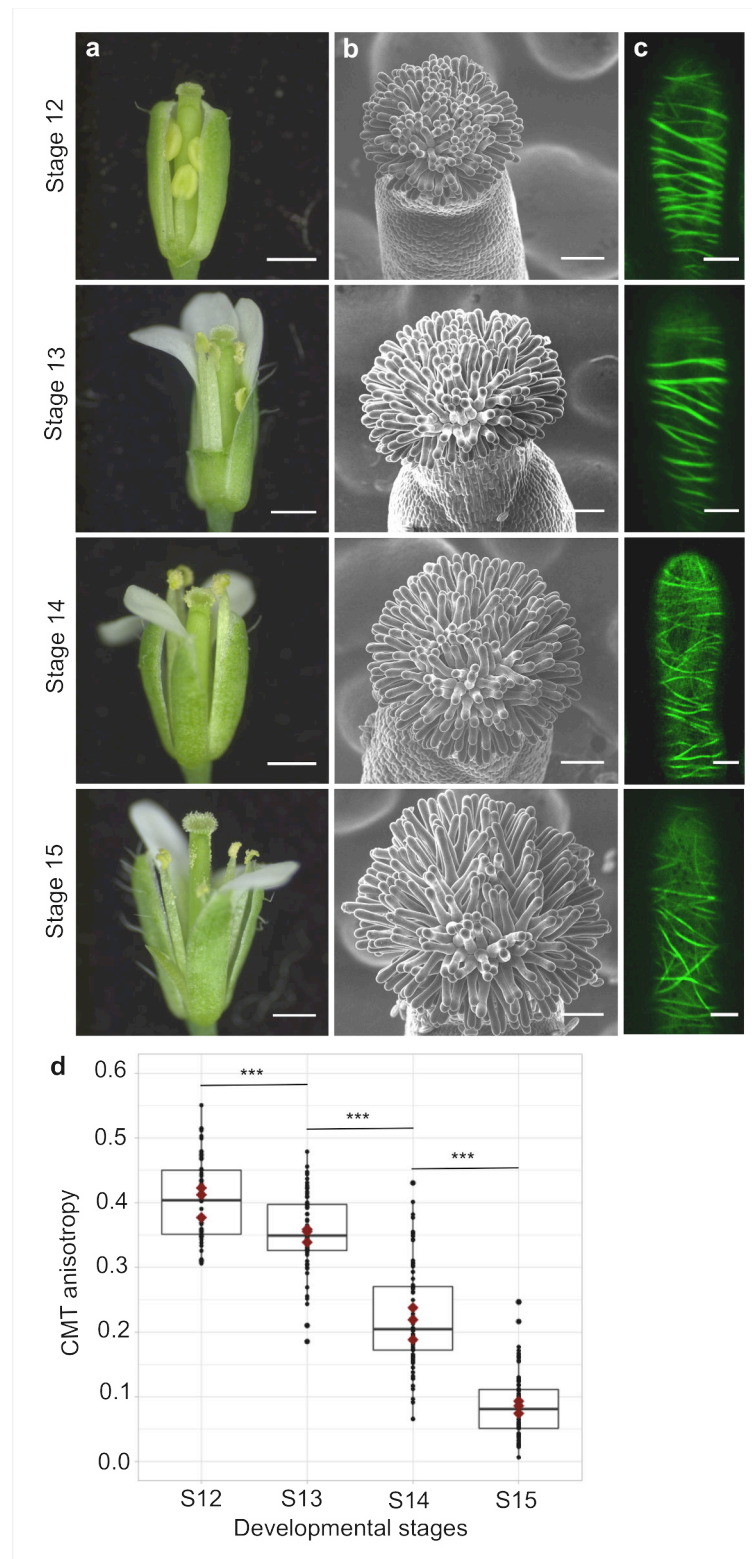 a
b
c
Stage 12
Stage 13
Stage 14
Stage 15
d
0.6
0.5
0.4
0.3
0.2
0.1
0.0
CMT anisotropy
***
***
***
S12 S13 S14 S15
Developmental stages